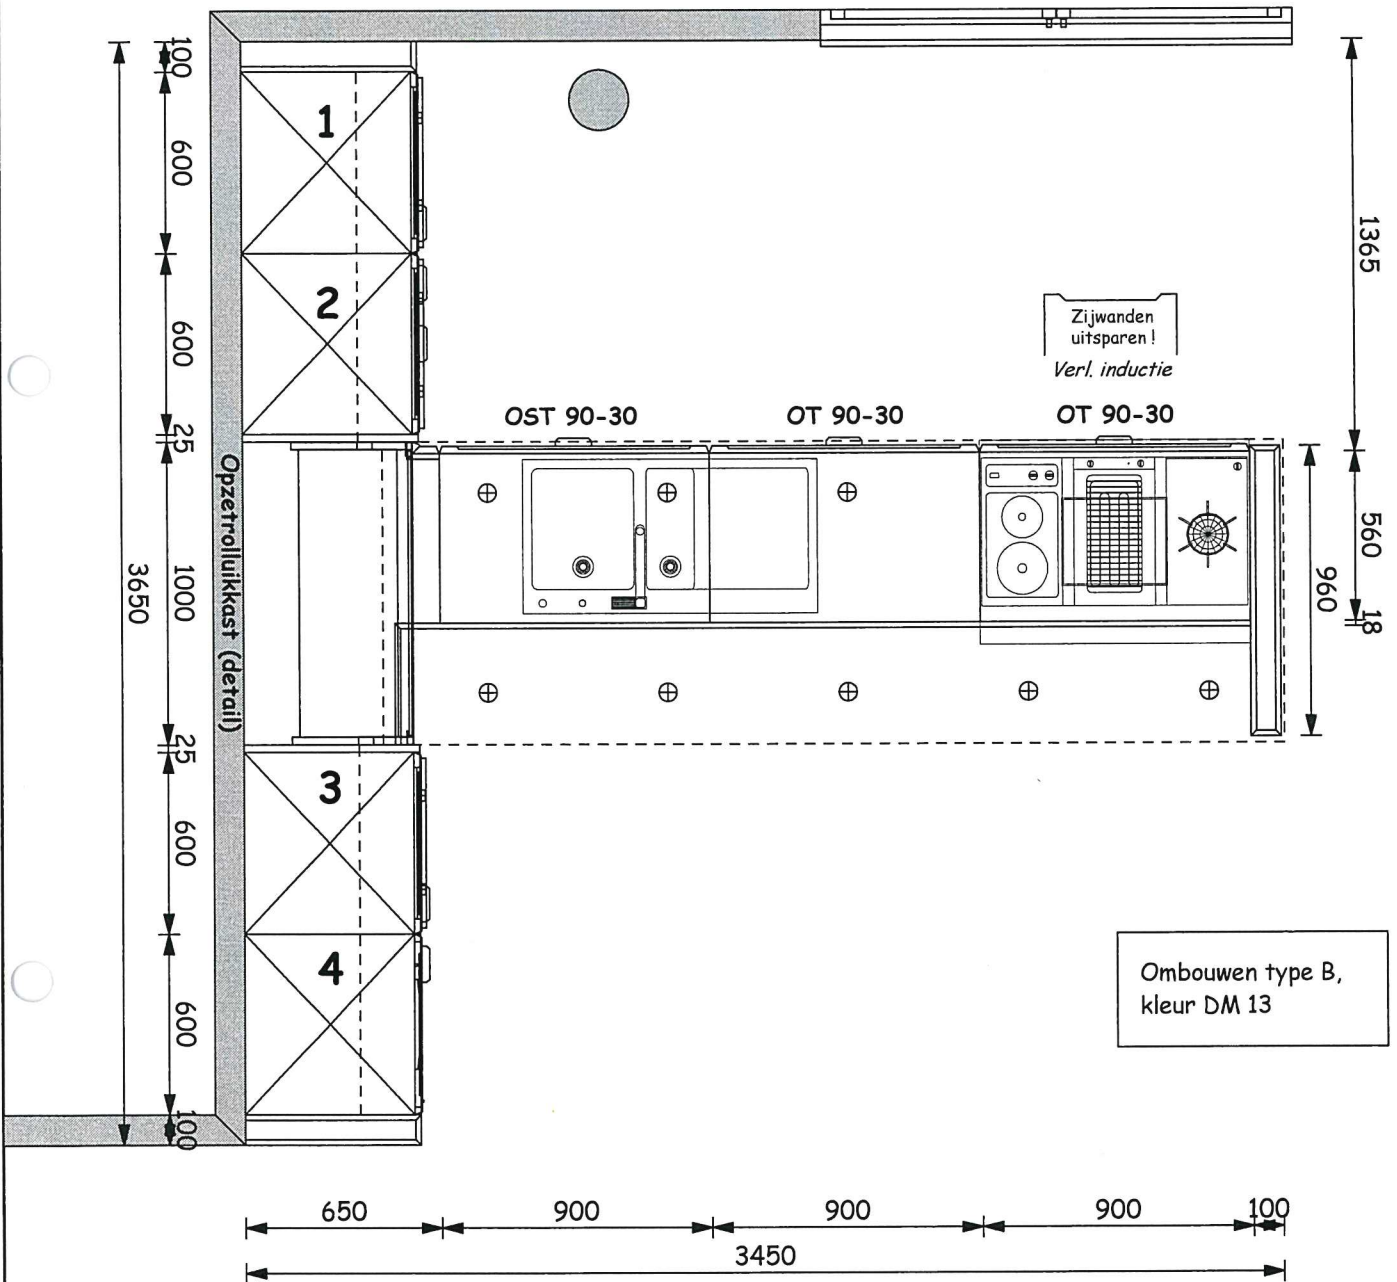 100
600
600
25
1000
25
600
600
100
3650
Opzetrolluikkast (detail)
1
2
3
4
Zijwanden
uitsparen !
Verl. inductie
OST 90-30
OT 90-30
OT 90-30
1365
560
18
960
Ombouwen type B,
kleur DM 13
650
900
900
900
100
3450